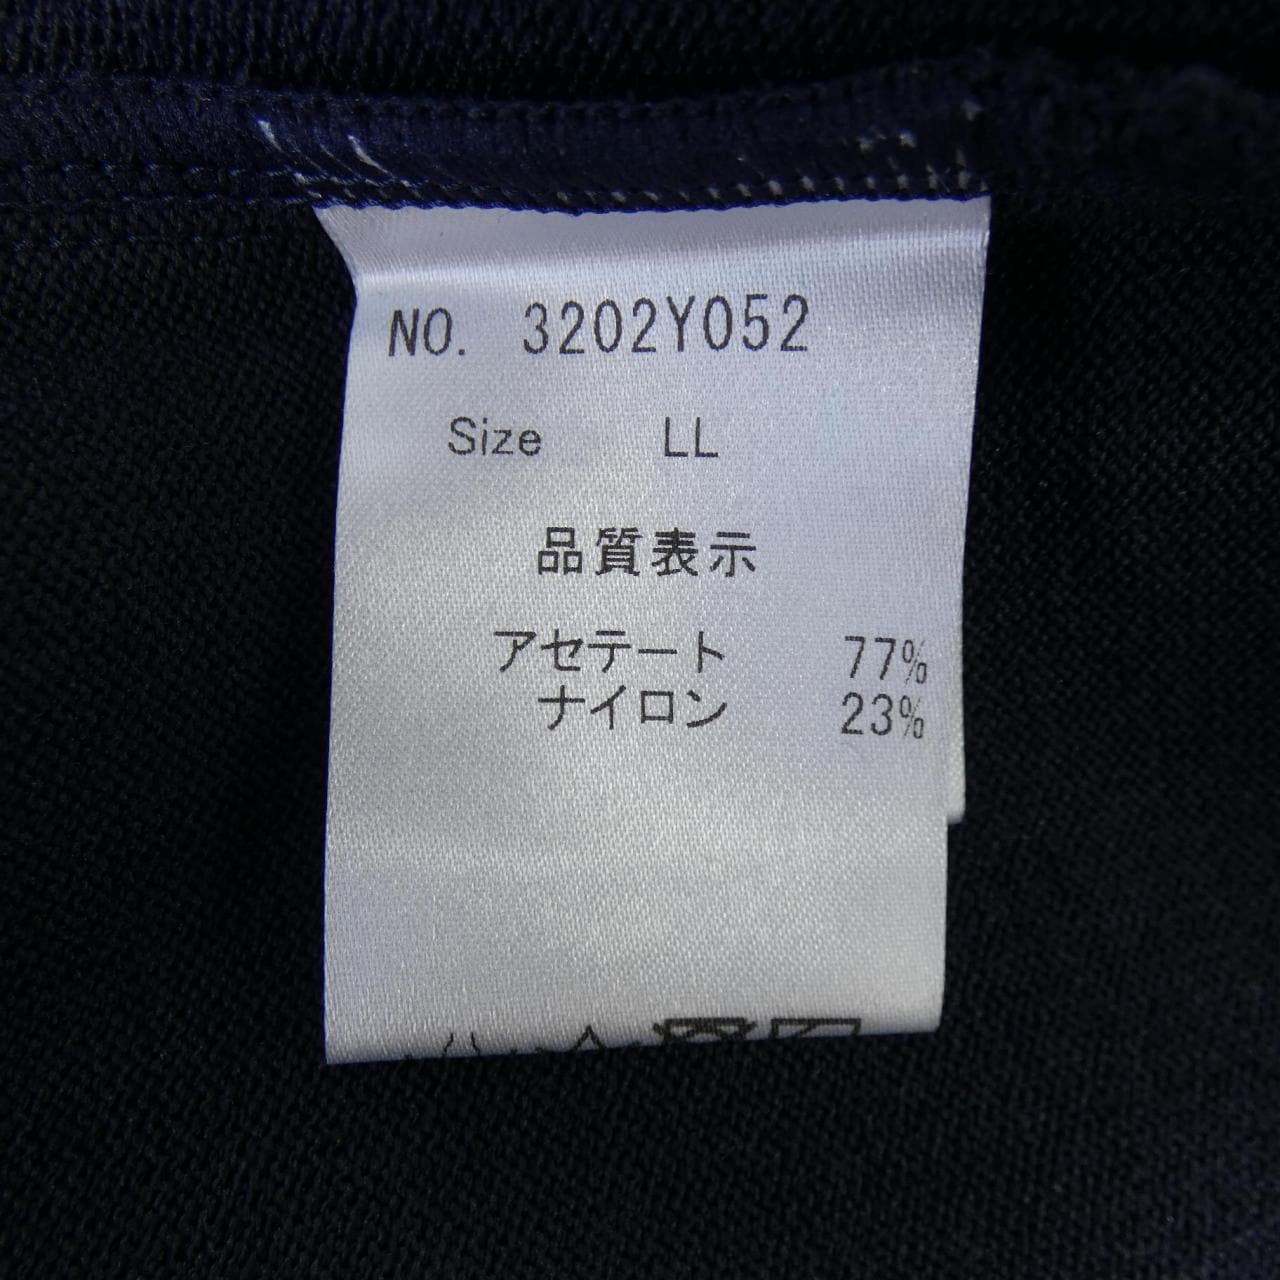 NO. 3202Y052
Size LL
品質表示
アセテート 77%
ナイロン 23%